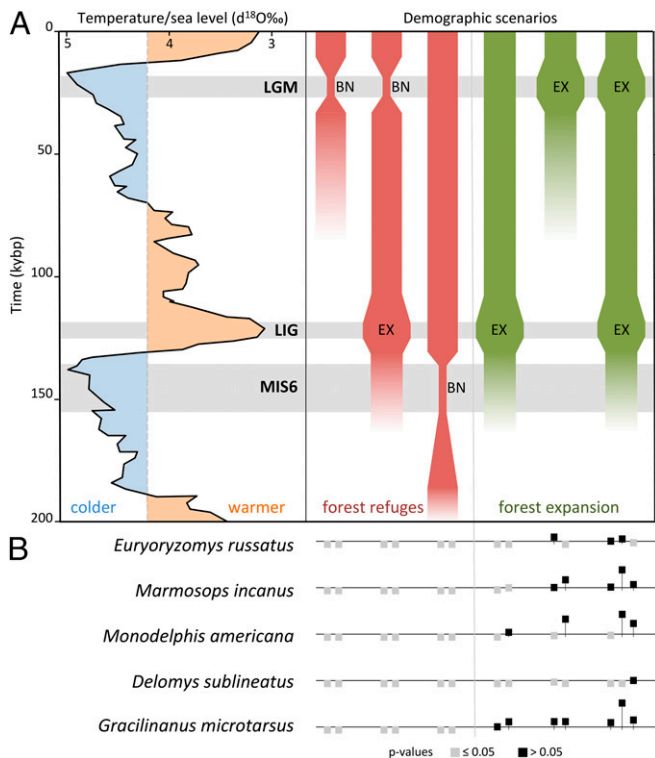 A
Temperature/sea level (d¹⁸O‰)
Demographic scenarios
5 4 3
0
50
100
150
200
Time (kybp)
LGM
LIG
MIS6
BN
BN
EX
EX
EX
EX
EX
BN
colder
warmer
forest refuges
forest expansion
B
Euryoryzomys russatus
Marmosops incanus
Monodelphis americana
Delomys sublineatus
Gracilinanus microtarsus
p-values ≤ 0.05 > 0.05